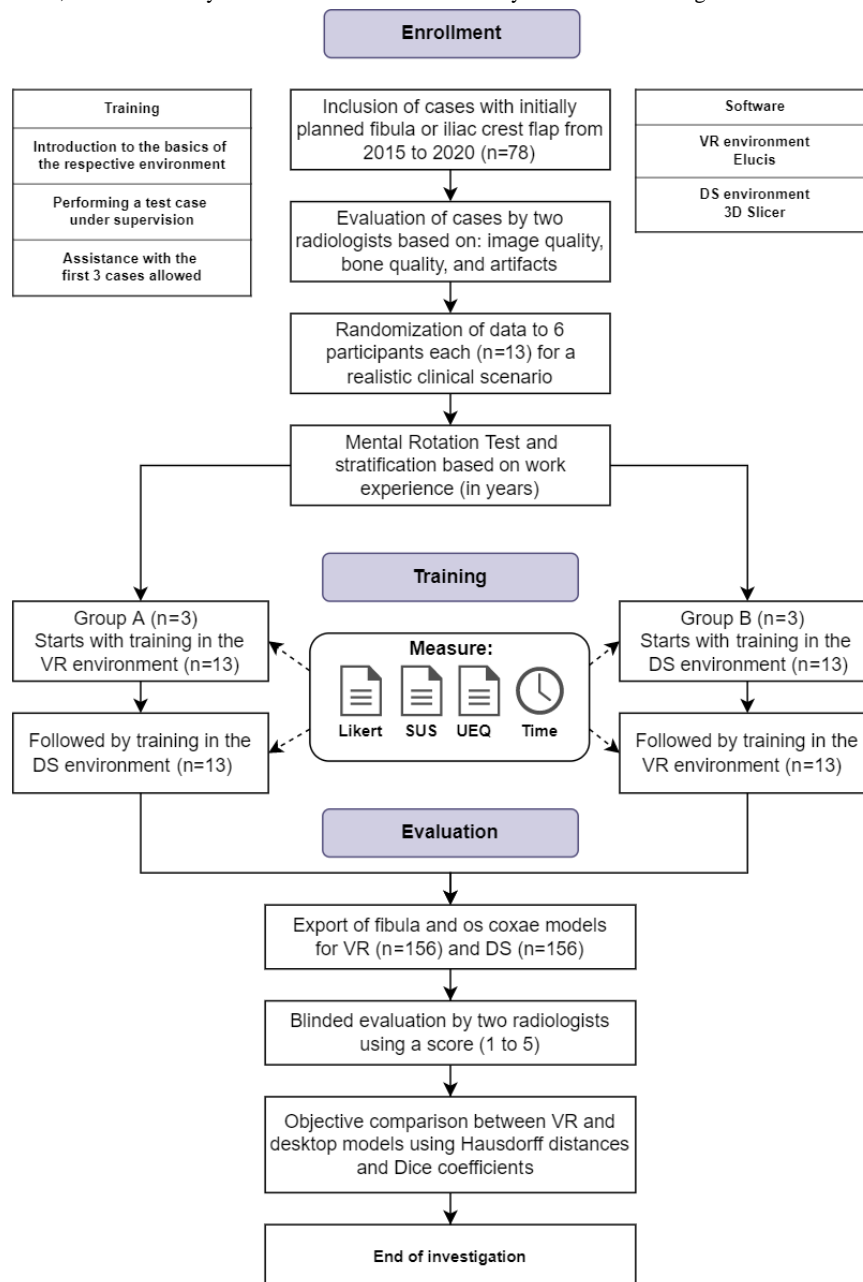 Enrollment
Training
Introduction to the basics of
the respective environment
Performing a test case
under supervision
Assistance with the
first 3 cases allowed
Inclusion of cases with initially
planned fibula or iliac crest flap from
2015 to 2020 (n=78)
Software
VR environment
Elucis
DS environment
3D Slicer
Evaluation of cases by two
radiologists based on: image quality,
bone quality, and artifacts
Randomization of data to 6
participants each (n=13) for a
realistic clinical scenario
Mental Rotation Test and
stratification based on work
experience (in years)
Training
Group A (n=3)
Starts with training in the
VR environment (n=13)
Measure:
Likert SUS UEQ Time
Group B (n=3)
Starts with training in the
DS environment (n=13)
Followed by training in the
DS environment (n=13)
Followed by training in the
VR environment (n=13)
Evaluation
Export of fibula and os coxae models
for VR (n=156) and DS (n=156)
Blinded evaluation by two radiologists
using a score (1 to 5)
Objective comparison between VR and
desktop models using Hausdorff distances
and Dice coefficients
End of investigation